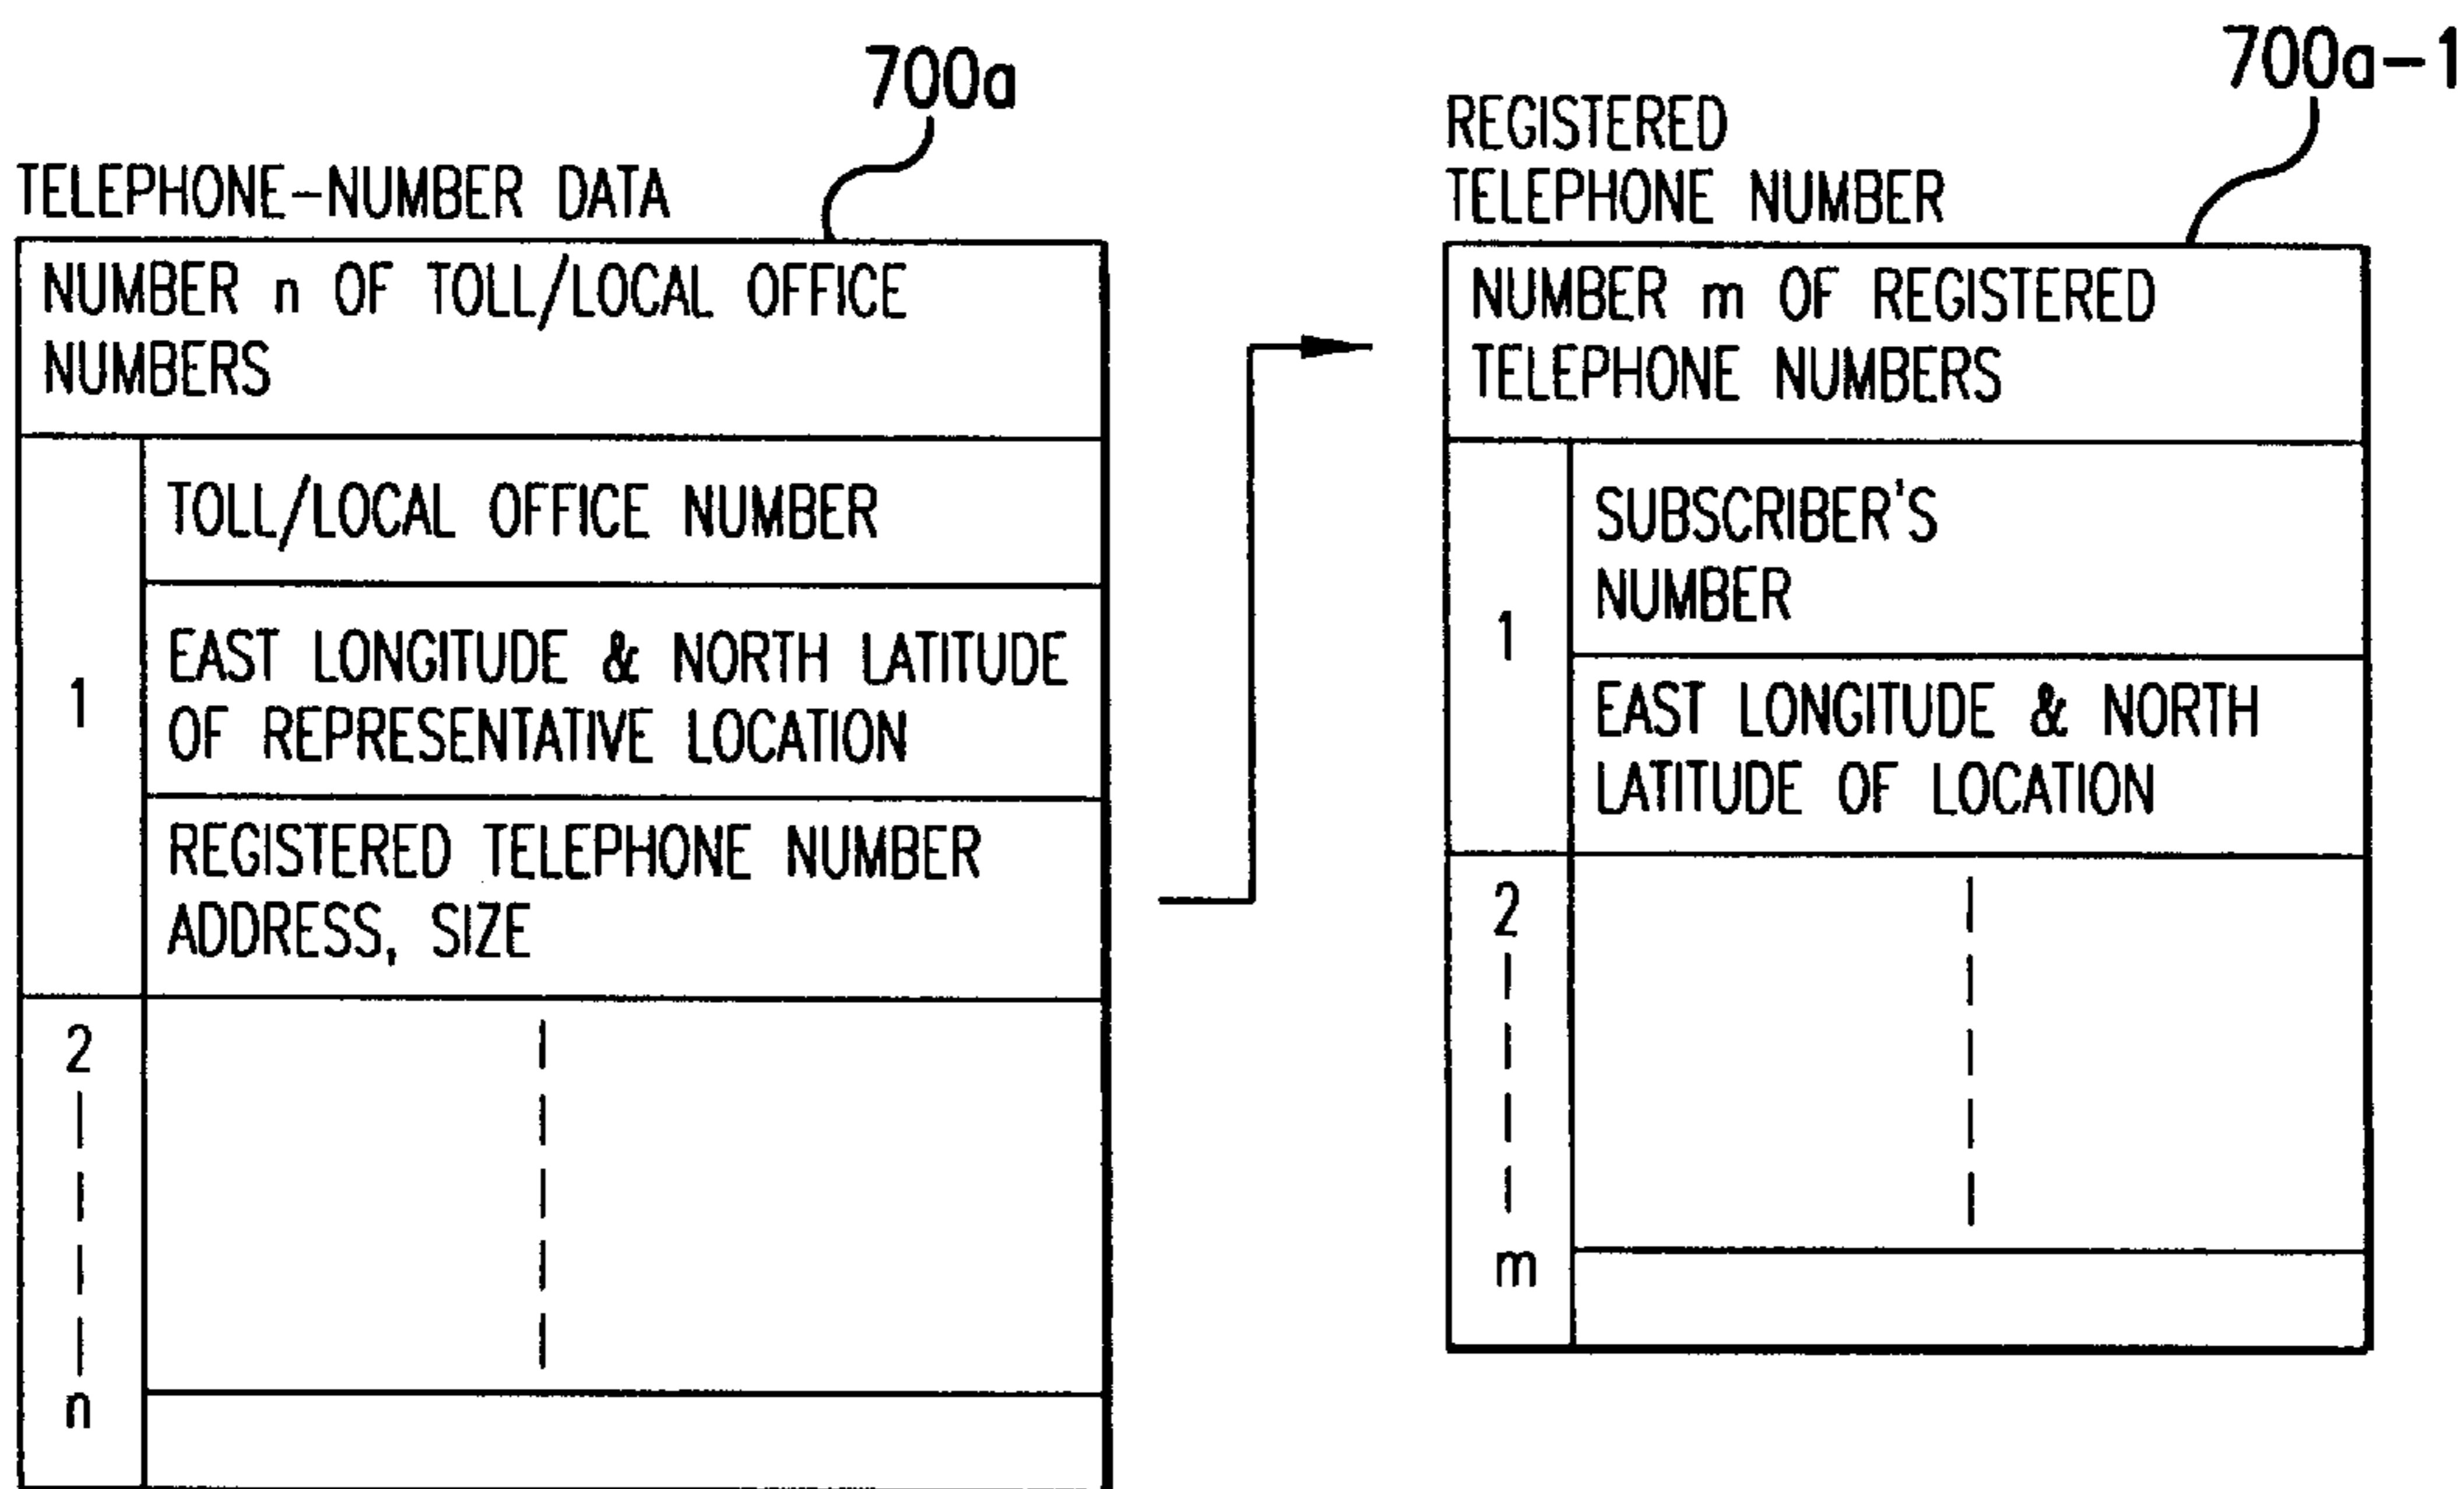 700a
TELEPHONE-NUMBER DATA
NUMBER n OF TOLL/LOCAL OFFICE
NUMBERS
1
TOLL/LOCAL OFFICE NUMBER
EAST LONGITUDE & NORTH LATITUDE
OF REPRESENTATIVE LOCATION
REGISTERED TELEPHONE NUMBER
ADDRESS, SIZE
2
n
700a-1
REGISTERED
TELEPHONE NUMBER
NUMBER m OF REGISTERED
TELEPHONE NUMBERS
1
SUBSCRIBER'S
NUMBER
EAST LONGITUDE & NORTH
LATITUDE OF LOCATION
2
m